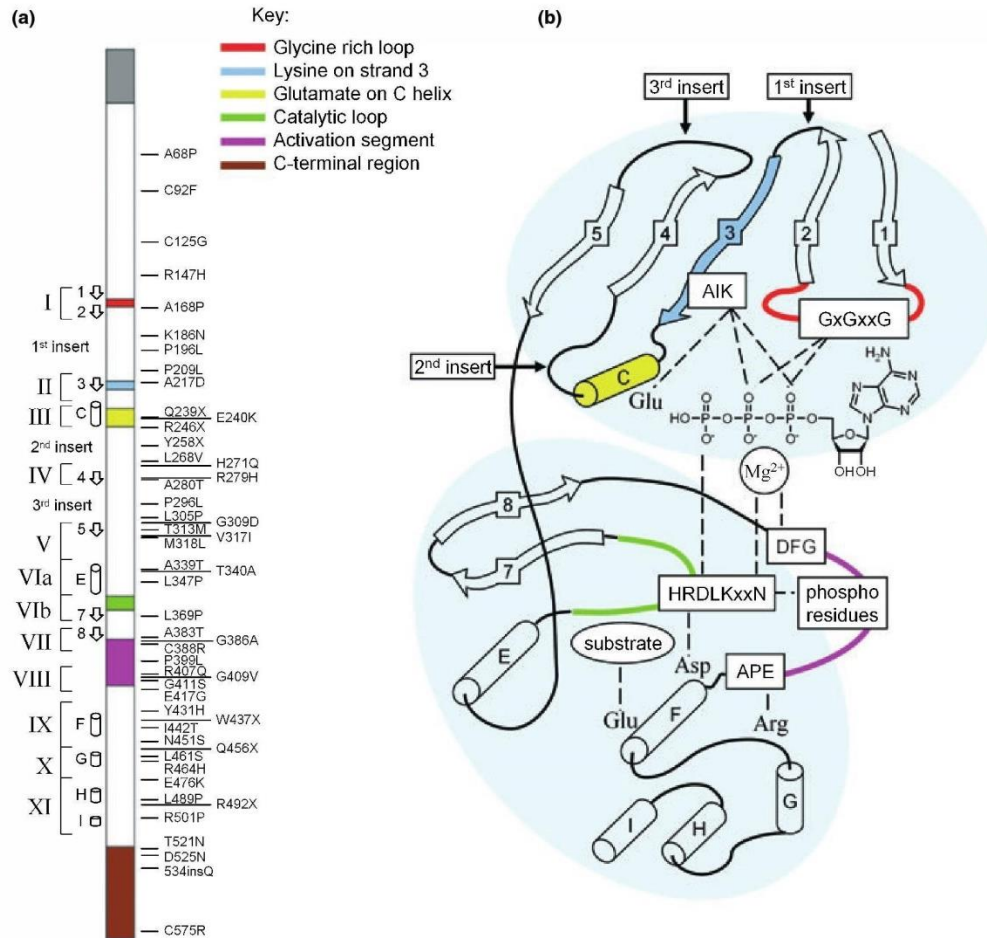 (a)
Key:
Glycine rich loop
Lysine on strand 3
Glutamate on C helix
Catalytic loop
Activation segment
C-terminal region
A68P
C92F
C125G
R147H
I
1
2
A168P
K186N
1st insert
P196L
P209L
II
3
A217D
III
C
Q239X
E240K
R246X
2nd insert
Y258X
L268V
H271Q
IV
4
R279H
A280T
3rd insert
P296L
L305P
G309D
V
5
T313M
V317I
M318L
VIa
E
A339T
T340A
L347P
VIb
7
L369P
VII
8
A383T
G386A
C388R
P399L
VIII
R407Q
G409V
G411S
E417G
Y431H
IX
F
W437X
I442T
N451S
Q456X
X
G
L461S
R464H
E476K
XI
H
L489P
R492X
I
R501P
T521N
D525N
534insQ
C575R
(b)
3rd insert
1st insert
5
4
3
2
1
AIK
GxGxxG
2nd insert
C
Glu
H2N
N
N
N
N
HO-P-O-P-O-P-O
O O O
O- O- O-
O
OH OH
Mg2+
8
DFG
7
HRDLKxxN
phospho
residues
substrate
E
Asp
APE
Glu
F
Arg
G
I
H